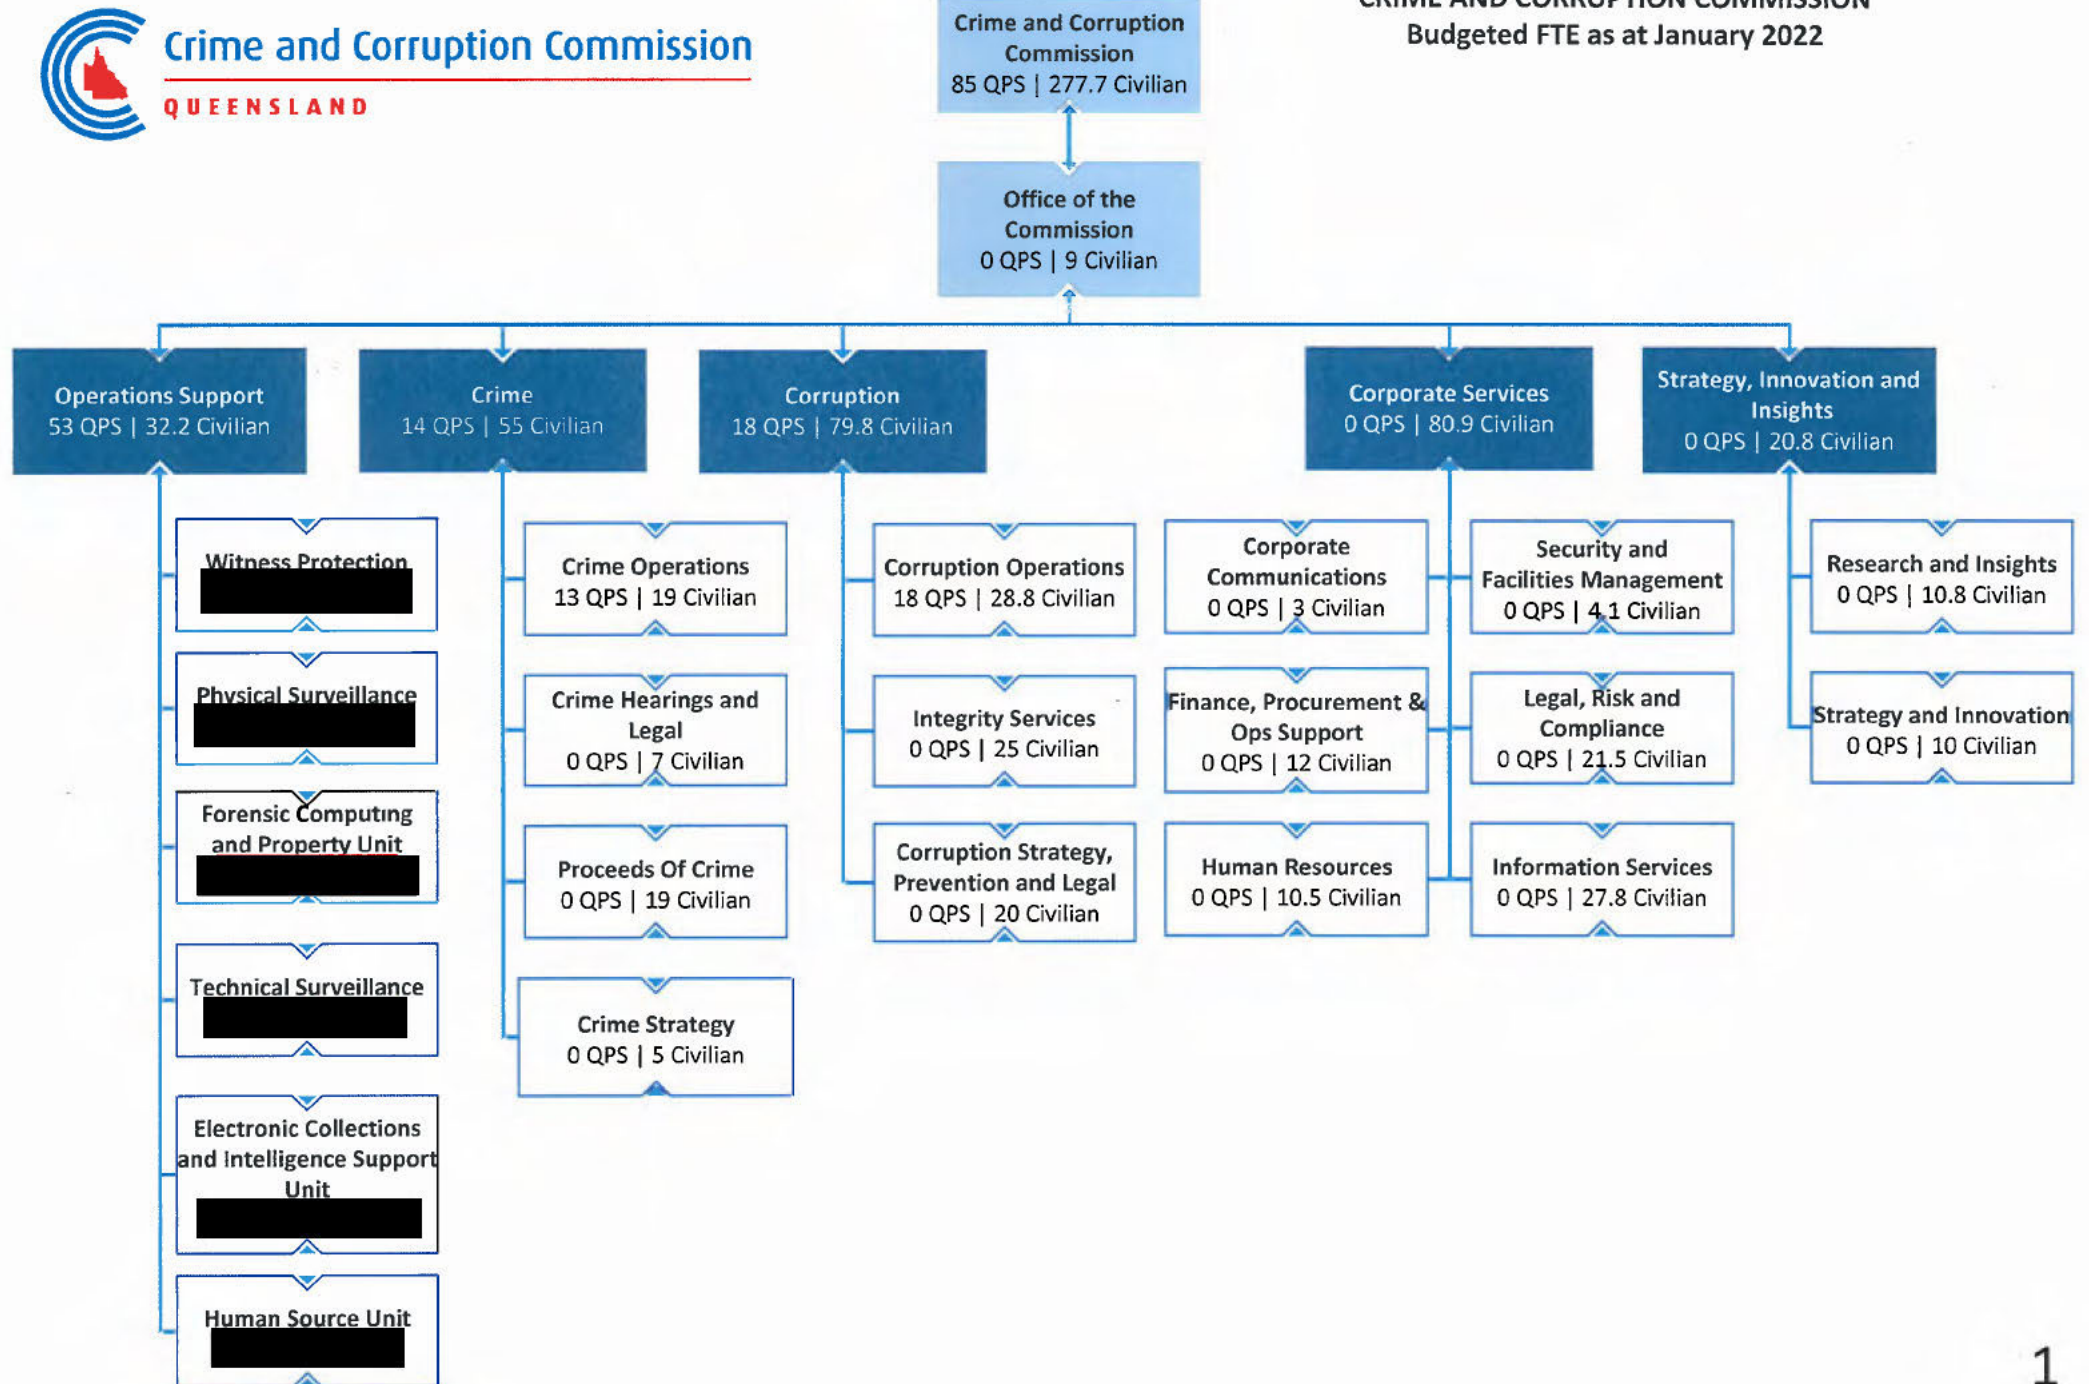 Crime and Corruption Commission
QUEENSLAND
CRIME AND CORRUPTION COMMISSION
Budgeted FTE as at January 2022
Crime and Corruption
Commission
85 QPS | 277.7 Civilian
Office of the
Commission
0 QPS | 9 Civilian
Operations Support
53 QPS | 32.2 Civilian
Crime
14 QPS | 55 Civilian
Corruption
18 QPS | 79.8 Civilian
Corporate Services
0 QPS | 80.9 Civilian
Strategy, Innovation and
Insights
0 QPS | 20.8 Civilian
Witness Protection
Physical Surveillance
Forensic Computing
and Property Unit
Technical Surveillance
Electronic Collections
and Intelligence Support
Unit
Human Source Unit
Crime Operations
13 QPS | 19 Civilian
Crime Hearings and
Legal
0 QPS | 7 Civilian
Proceeds Of Crime
0 QPS | 19 Civilian
Crime Strategy
0 QPS | 5 Civilian
Corruption Operations
18 QPS | 28.8 Civilian
Integrity Services
0 QPS | 25 Civilian
Corruption Strategy,
Prevention and Legal
0 QPS | 20 Civilian
Corporate
Communications
0 QPS | 3 Civilian
Finance, Procurement &
Ops Support
0 QPS | 12 Civilian
Human Resources
0 QPS | 10.5 Civilian
Security and
Facilities Management
0 QPS | 4.1 Civilian
Legal, Risk and
Compliance
0 QPS | 21.5 Civilian
Information Services
0 QPS | 27.8 Civilian
Research and Insights
0 QPS | 10.8 Civilian
Strategy and Innovation
0 QPS | 10 Civilian
1